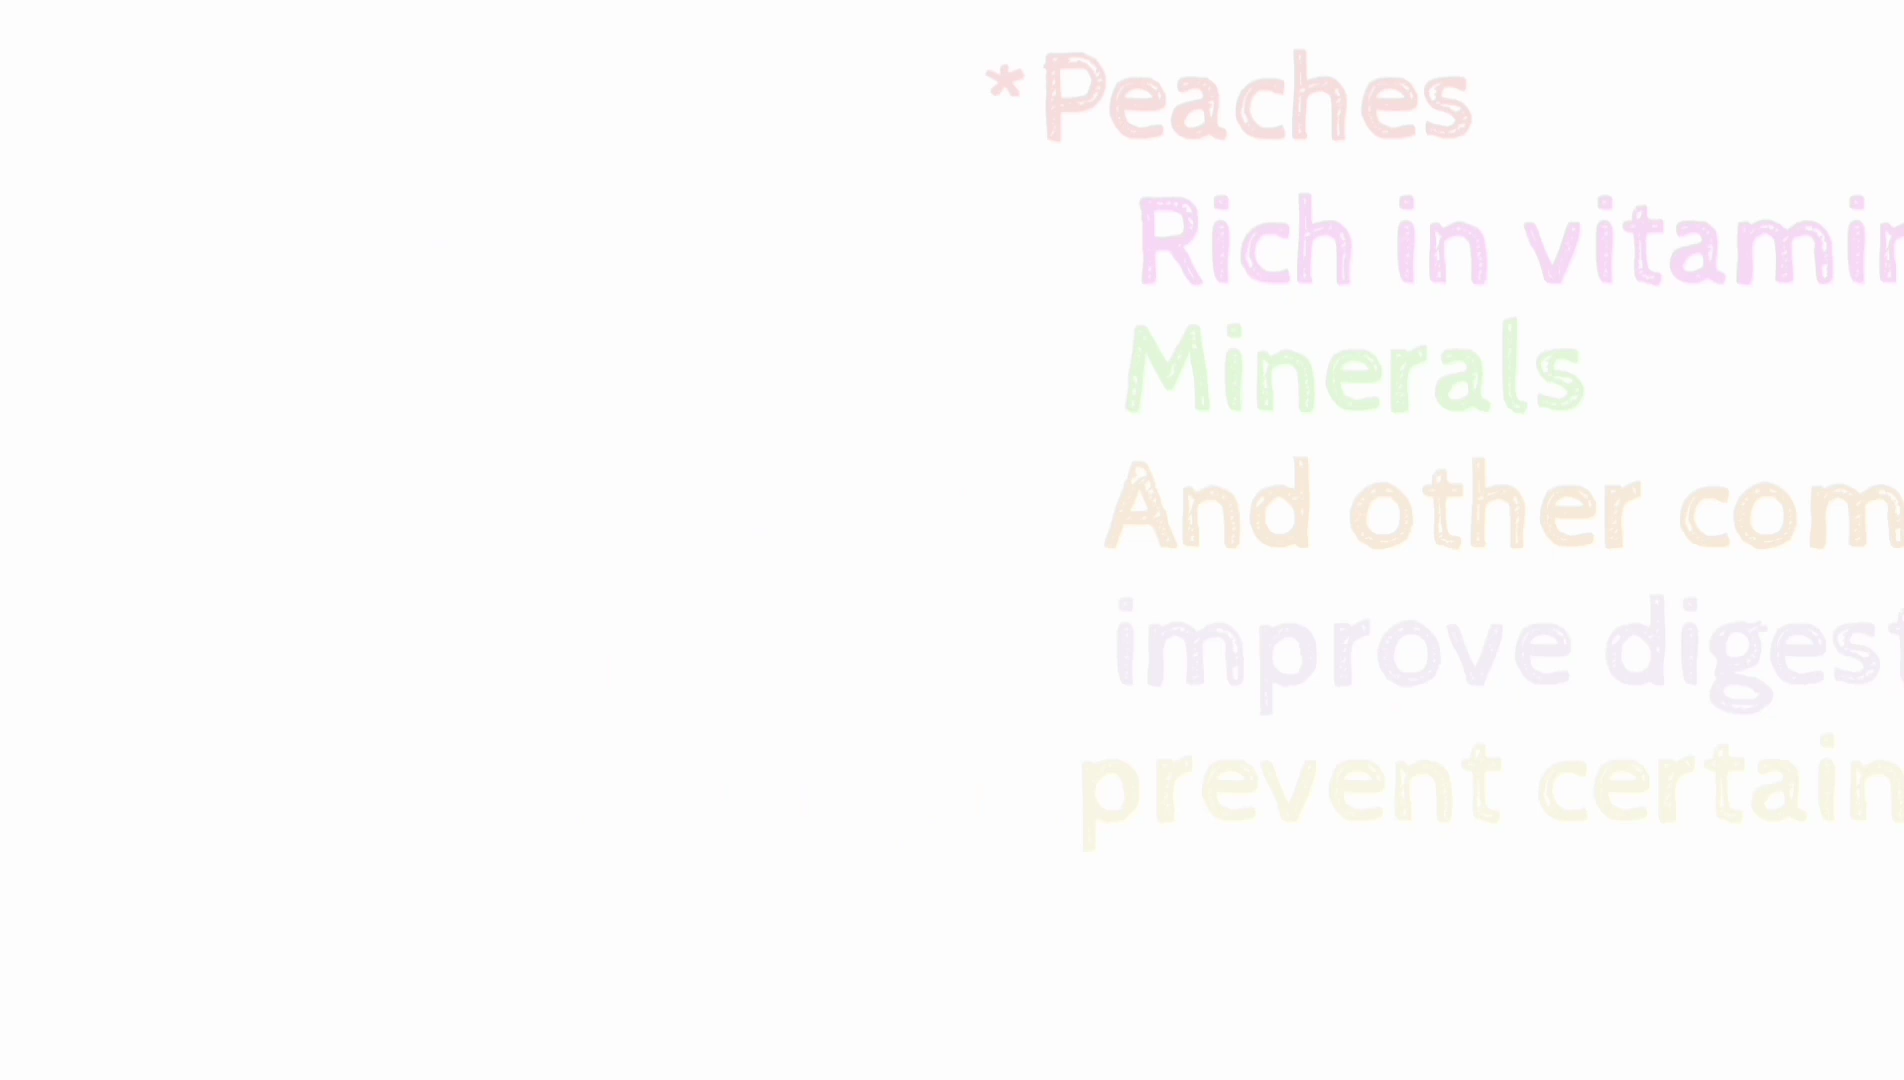 *Peaches
Rich in vitamin
Minerals
And other com
improve digest
prevent certain